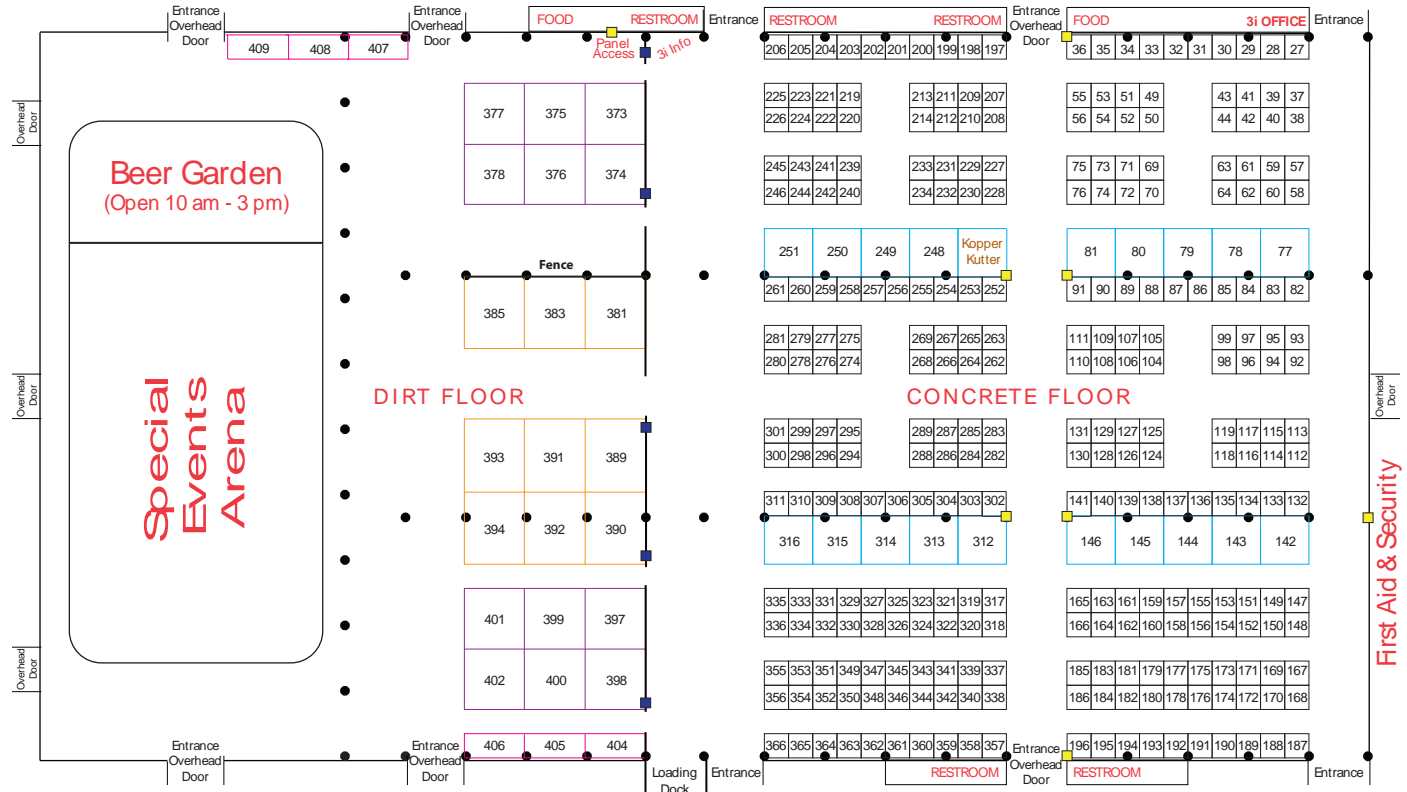 Entrance
Overhead
Door
Entrance
Overhead
Door
FOOD RESTROOM
Entrance
RESTROOM RESTROOM
Entrance
Overhead
Door
FOOD 3i OFFICE
Entrance
409 408 407
Panel
Access
3i Info
206 205 204 203 202 201 200 199 198 197
36 35 34 33 32 31 30 29 28 27
Overhead
Door
377 375 373
378 376 374
225 223 221 219 213 211 209 207
226 224 222 220 214 212 210 208
55 53 51 49 43 41 39 37
56 54 52 50 44 42 40 38
Beer Garden
(Open 10 am - 3 pm)
245 243 241 239 233 231 229 227
246 244 242 240 234 232 230 228
75 73 71 69 63 61 59 57
76 74 72 70 64 62 60 58
251 250 249 248 Kopper
Kutter
81 80 79 78 77
Fence
261 260 259 258 257 256 255 254 253 252
91 90 89 88 87 86 85 84 83 82
385 383 381
281 279 277 275 269 267 265 263
280 278 276 274 268 266 264 262
111 109 107 105 99 97 95 93
110 108 106 104 98 96 94 92
Overhead
Door
Special
Events
Arena
DIRT FLOOR
CONCRETE FLOOR
Overhead
Door
393 391 389
394 392 390
301 299 297 295 289 287 285 283
300 298 296 294 288 286 284 282
131 129 127 125 119 117 115 113
130 128 126 124 118 116 114 112
311 310 309 308 307 306 305 304 303 302
141 140 139 138 137 136 135 134 133 132
316 315 314 313 312
146 145 144 143 142
First Aid & Security
401 399 397
402 400 398
335 333 331 329 327 325 323 321 319 317
336 334 332 330 328 326 324 322 320 318
165 163 161 159 157 155 153 151 149 147
166 164 162 160 158 156 154 152 150 148
Overhead
Door
355 353 351 349 347 345 343 341 339 337
356 354 352 350 348 346 344 342 340 338
185 183 181 179 177 175 173 171 169 167
186 184 182 180 178 176 174 172 170 168
406 405 404
366 365 364 363 362 361 360 359 358 357
196 195 194 193 192 191 190 189 188 187
Entrance
Overhead
Door
Entrance
Overhead
Door
Loading
Dock
Entrance
RESTROOM
Entrance
Overhead
Door
RESTROOM
Entrance